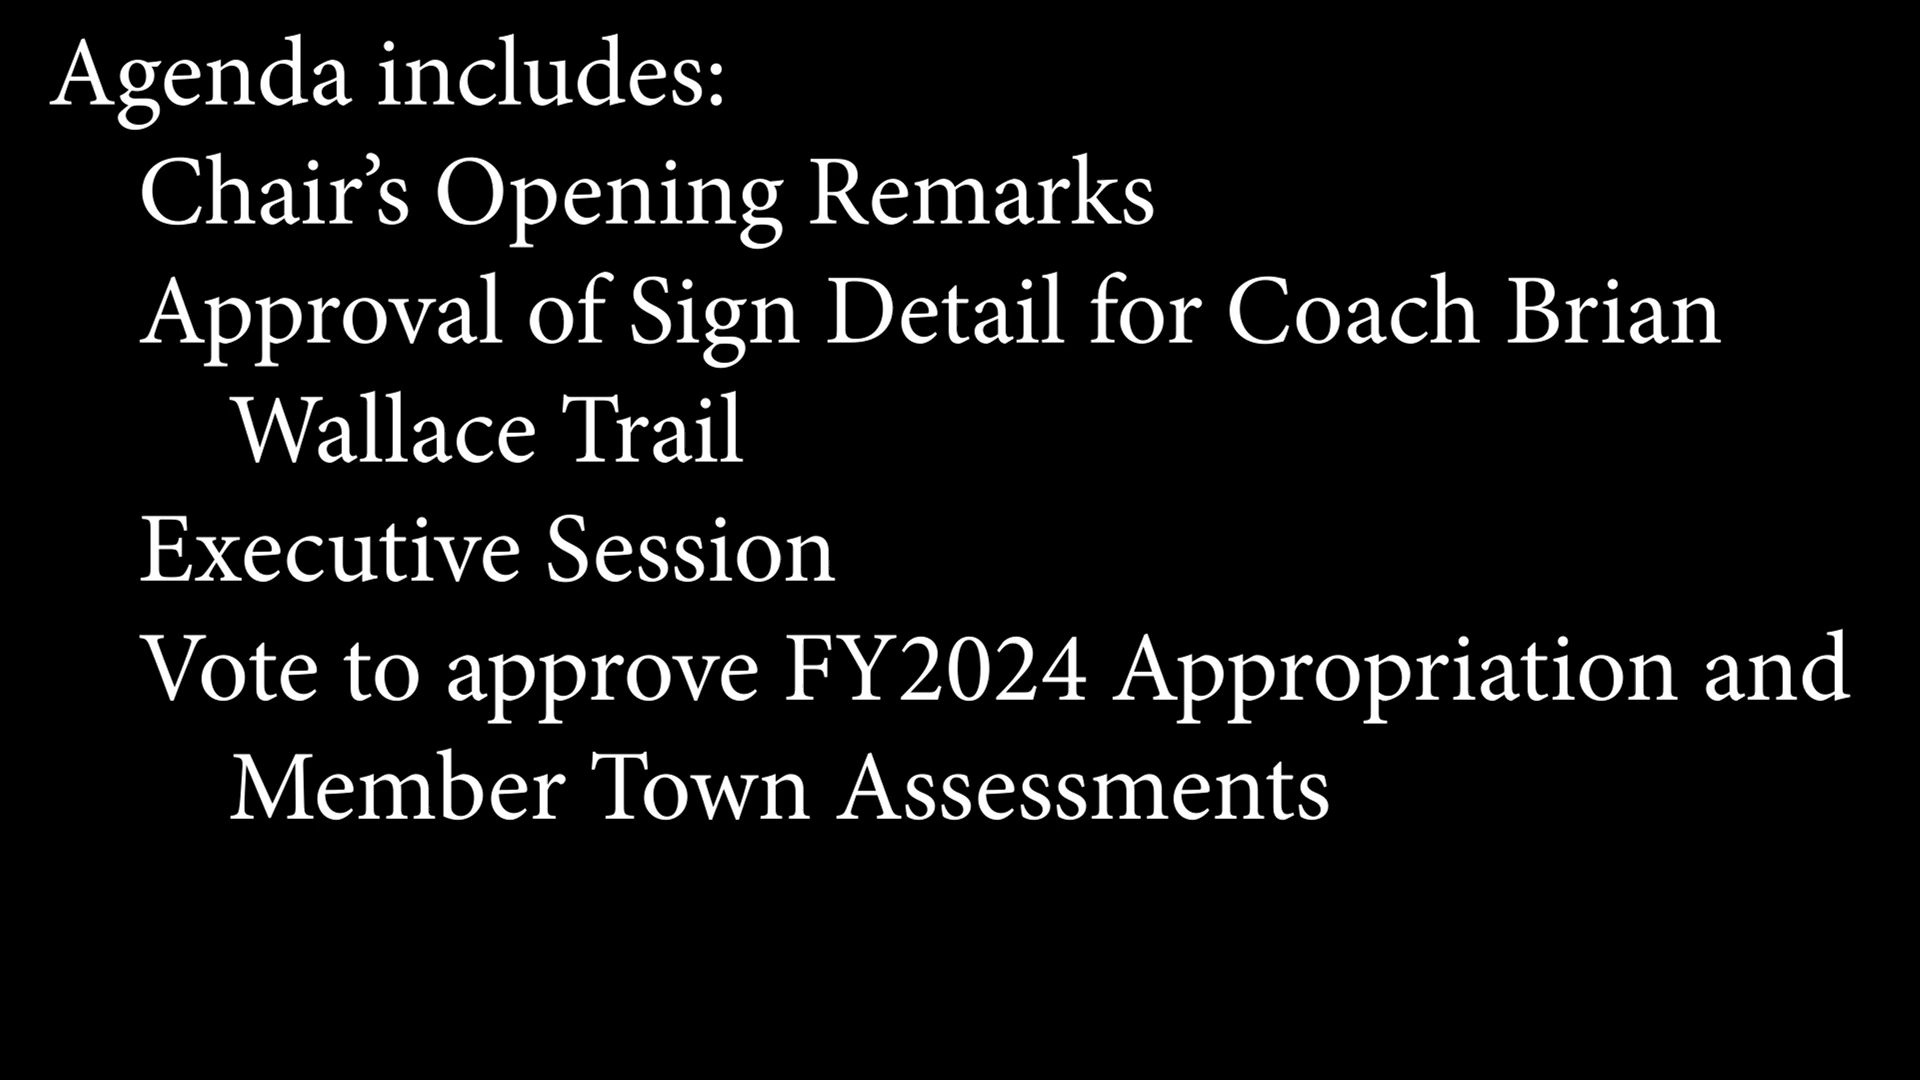 Agenda includes:
Chair’s Opening Remarks
Approval of Sign Detail for Coach Brian
Wallace Trail
Executive Session
Vote to approve FY2024 Appropriation and
Member Town Assessments